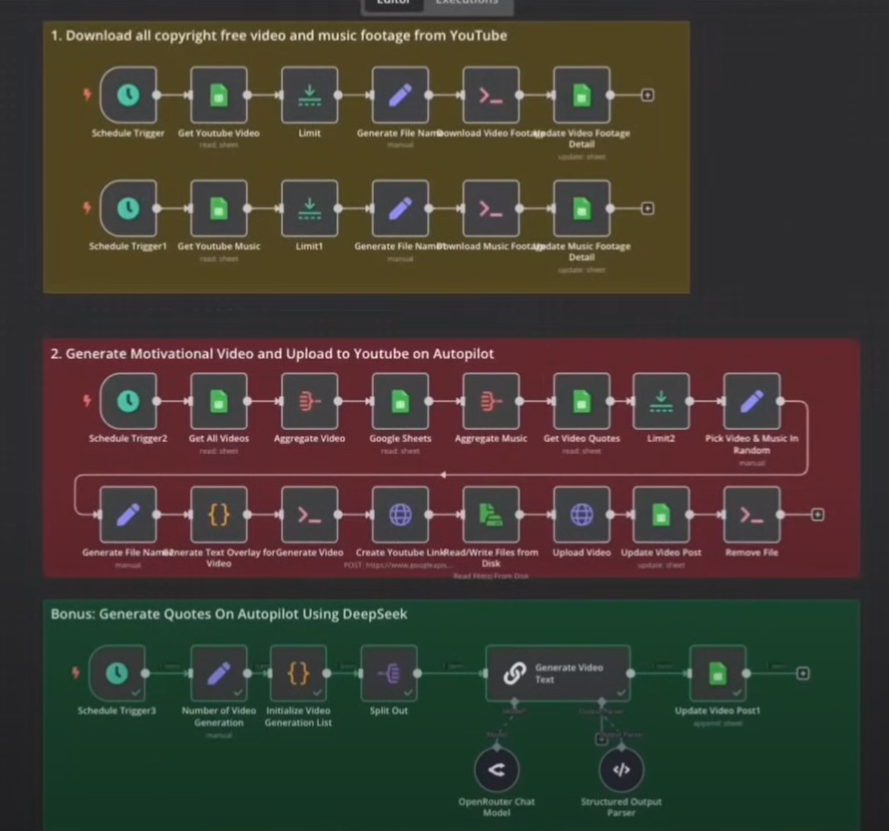 Editor Executions
1. Download all copyright free video and music footage from YouTube
Schedule Trigger
Get Youtube Video
read: sheet
Limit
Generate File Name
manual
Download Video Footage
Update Video Footage
Detail
update: sheet
Schedule Trigger1
Get Youtube Music
read: sheet
Limit1
Generate File Name1
manual
Download Music Footage
Update Music Footage
Detail
update: sheet
2. Generate Motivational Video and Upload to Youtube on Autopilot
Schedule Trigger2
Get All Videos
read: sheet
Aggregate Video
Google Sheets
read: sheet
Aggregate Music
Get Video Quotes
read: sheet
Limit2
Pick Video & Music In
Random
manual
Generate File Name2
manual
Generate Text Overlay for
Video
Generate Video
Create Youtube Link
POST: https://www.googleapis...
Read/Write Files from
Disk
Read File(s) From Disk
Upload Video
Update Video Post
update: sheet
Remove File
Bonus: Generate Quotes On Autopilot Using DeepSeek
Schedule Trigger3
Number of Video
Generation
manual
Initialize Video
Generation List
Split Out
Generate Video
Text
Model
Output Parser
OpenRouter Chat
Model
Structured Output
Parser
Update Video Post1
append: sheet